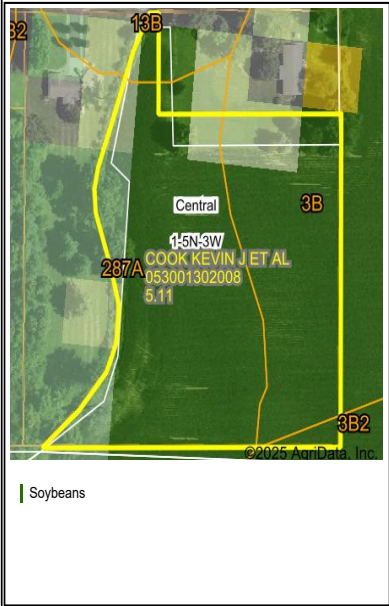 32
13B
Central
3B
1-5N-3W
287A
COOK KEVIN J ET AL
053001302008
5.11
3B2
©2025 AgriData, Inc.
Soybeans